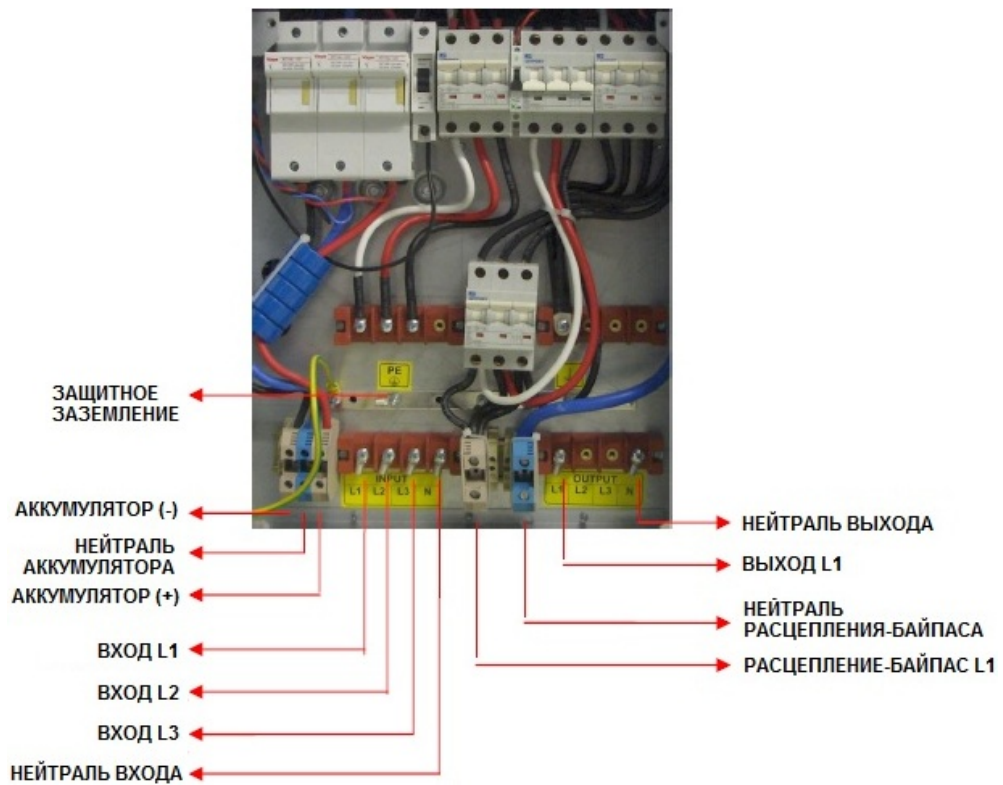 PE
ЗАЩИТНОЕ
ЗАЗЕМЛЕНИЕ
INPUT
L1 L2 L3 N
OUTPUT
L1 L2 L3 N
АККУМУЛЯТОР (-)
НЕЙТРАЛЬ
АККУМУЛЯТОРА
АККУМУЛЯТОР (+)
ВХОД L1
ВХОД L2
ВХОД L3
НЕЙТРАЛЬ ВХОДА
НЕЙТРАЛЬ ВЫХОДА
ВЫХОД L1
НЕЙТРАЛЬ
РАСЦЕПЛЕНИЯ-БАЙПАСА
РАСЦЕПЛЕНИЕ-БАЙПАС L1